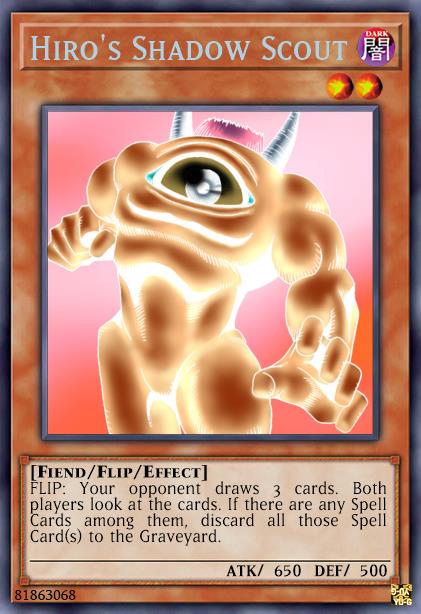 Hiro's Shadow Scout
DARK
闇
[Fiend/Flip/Effect]
FLIP: Your opponent draws 3 cards. Both
players look at the cards. If there are any Spell
Cards among them, discard all those Spell
Card(s) to the Graveyard.
ATK/ 650 DEF/ 500
81863068